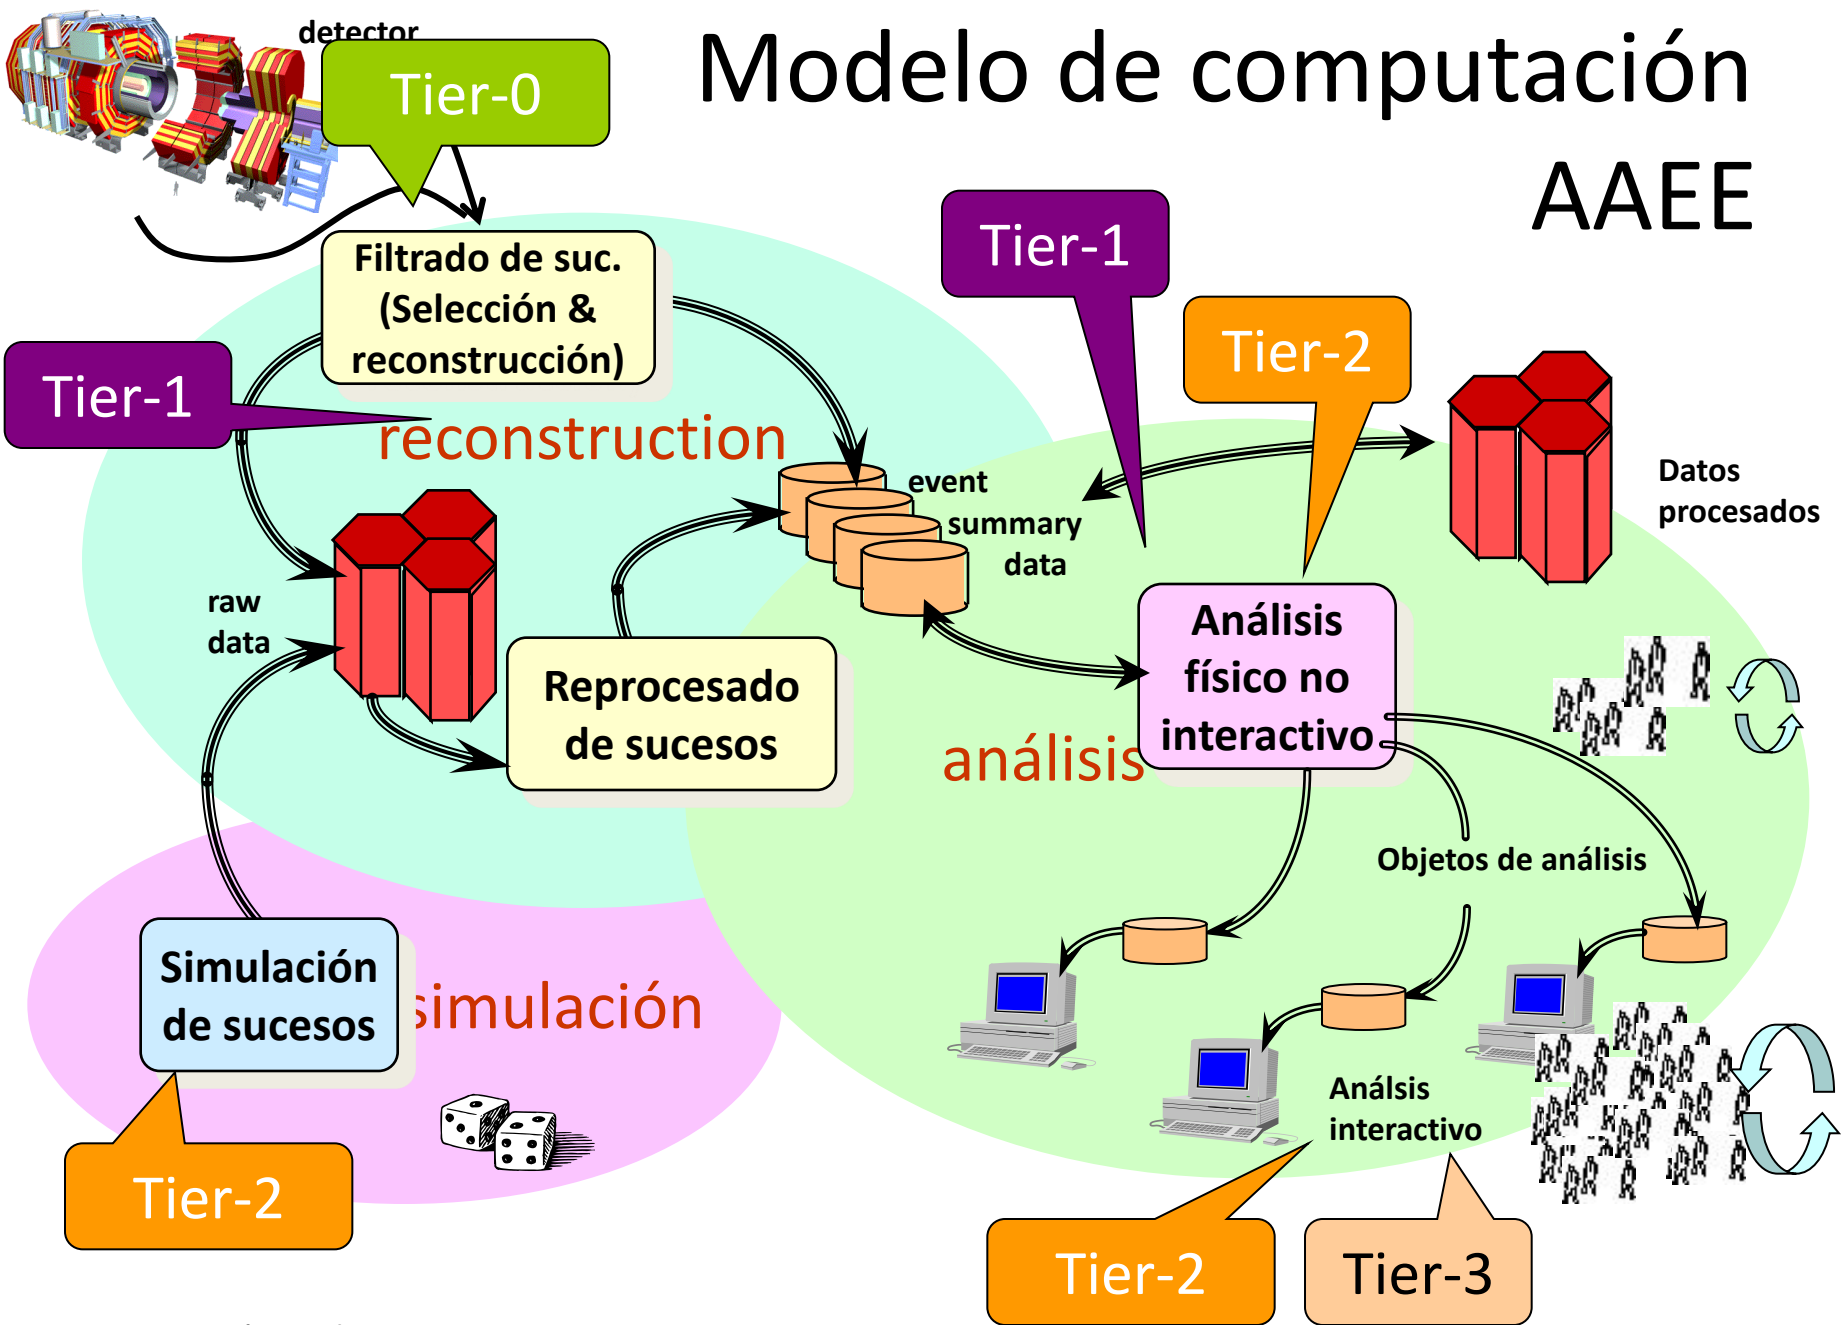 detector
Tier-0
Modelo de computación
AAEE
Tier-1
Filtrado de suc.
(Selección &
reconstrucción)
Tier-2
Tier-1
reconstruction
event
summary
data
Datos
procesados
raw
data
Análisis
físico no
interactivo
Reprocesado
de sucesos
análisis
Objetos de análisis
Simulación
de sucesos
simulación
Análsis
interactivo
Tier-2
Tier-2
Tier-3